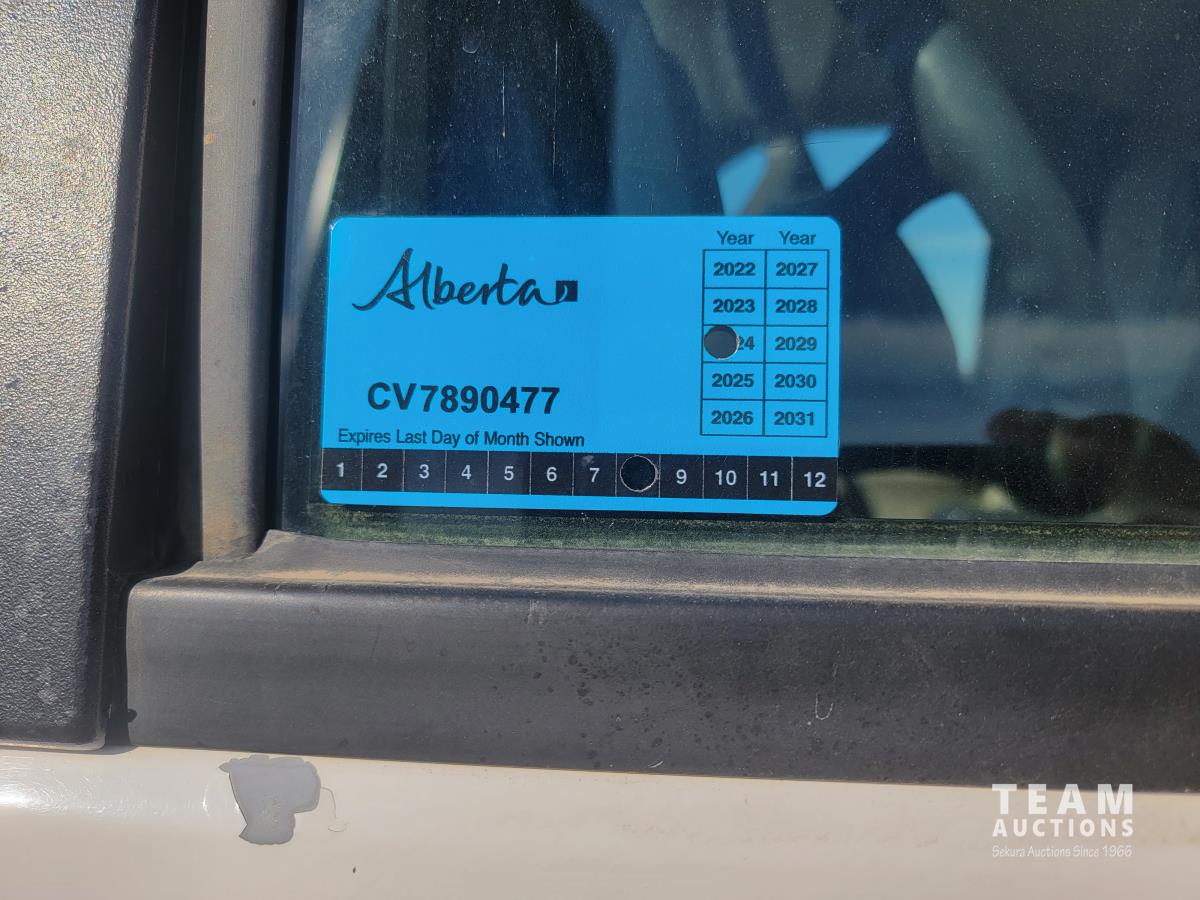 Alberta
CV7890477
Expires Last Day of Month Shown
1 2 3 4 5 6 7 9 10 11 12
Year Year
2022 2027
2023 2028
24 2029
2025 2030
2026 2031
TEAM
AUCTIONS
Sekura Auctions Since 1966